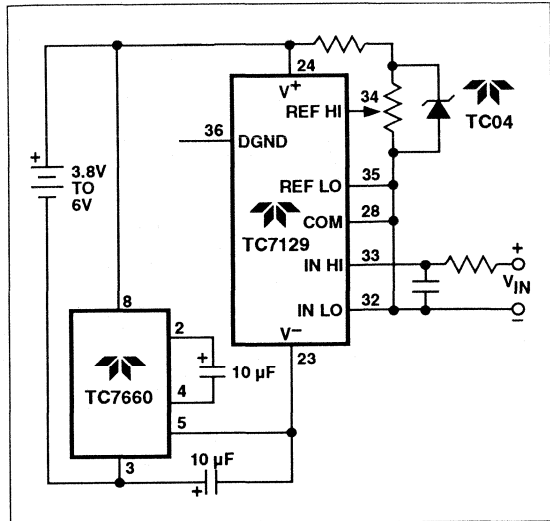 24
V+
REF HI
34
TC04
36
DGND
+
3.8V
TO
6V
REF LO
35
COM
28
TC7129
IN HI
33
+
VIN
IN LO
32
–
V–
23
8
2
+
10 µF
4
TC7660
5
3
10 µF
+